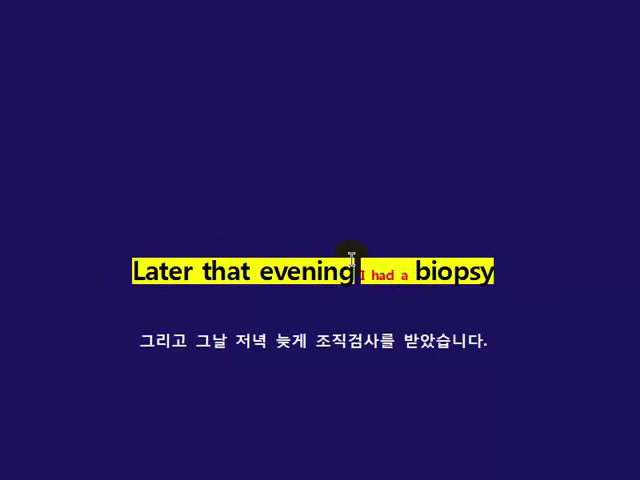 Later that evening I had a biopsy
그리고 그날 저녁 늦게 조직검사를 받았습니다.